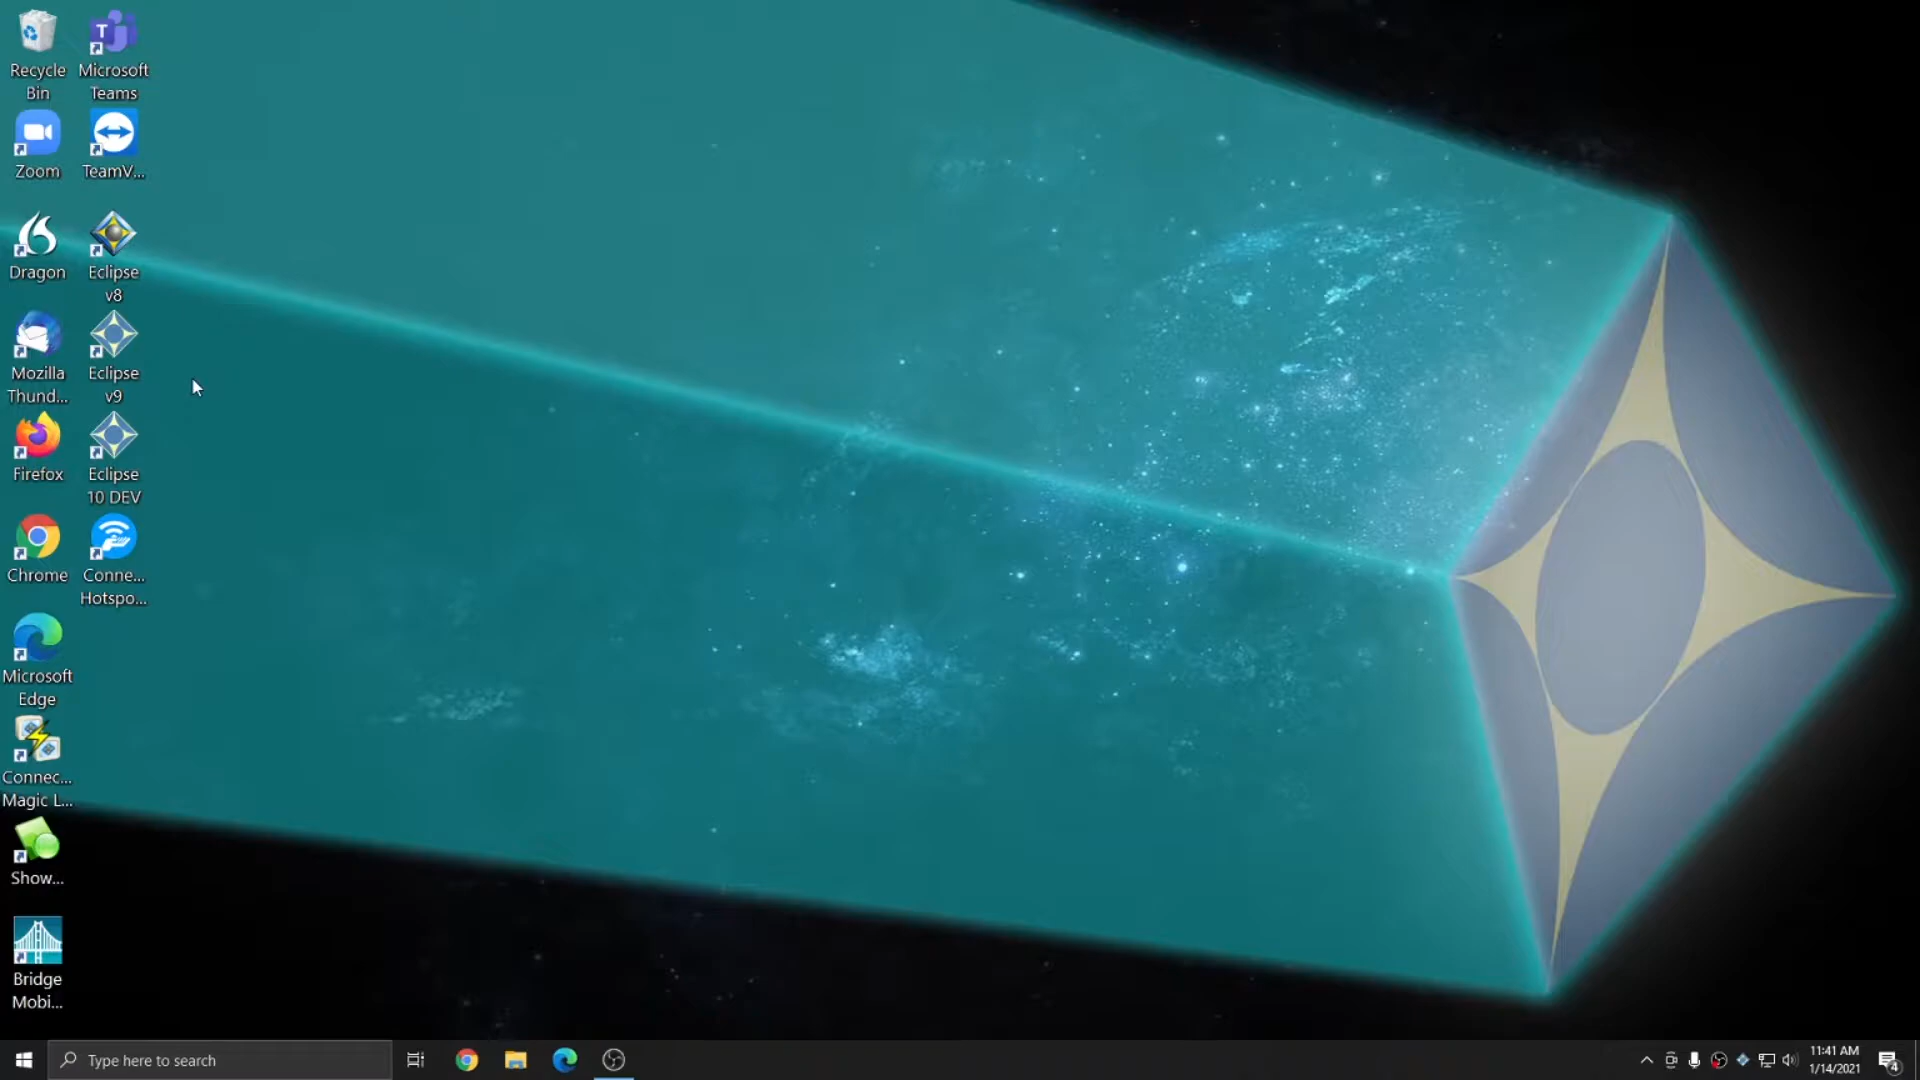 Recycle
Bin
Microsoft
Teams
Zoom
TeamV...
Dragon
Eclipse
v8
Mozilla
Thund...
Eclipse
v9
Firefox
Eclipse
10 DEV
Chrome
Conne...
Hotspo...
Microsoft
Edge
Connec...
Magic L...
Show...
Bridge
Mobi...
Type here to search
11:41 AM
1/14/2021
4